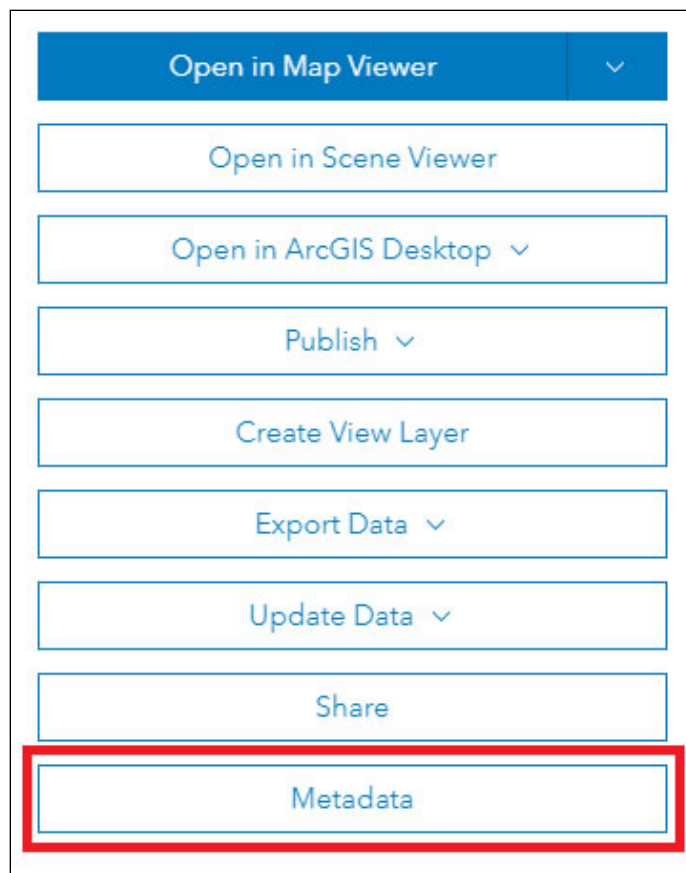 Open in Map Viewer
Open in Scene Viewer
Open in ArcGIS Desktop
Publish
Create View Layer
Export Data
Update Data
Share
Metadata